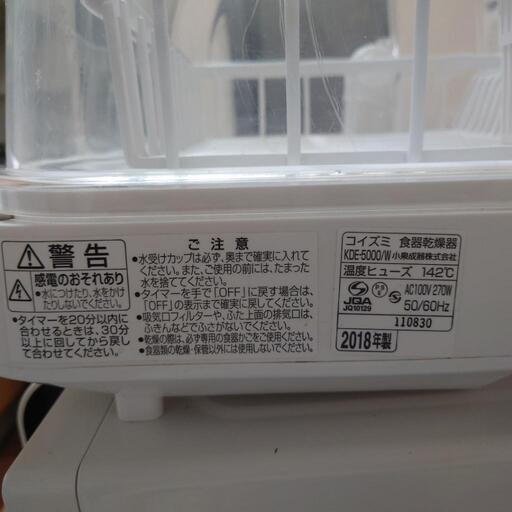 警告
感電のおそれあり
•水につけたり、水をかけ
たりしないでください。
•タイマーを20分以内に
合わせるときは、30分
以上に回してから戻し
て合わせてください。
ご注意
•水受けカップは必ず、奥まで確実に入れて
ください。また、ご使用の前には、たまった
水を捨ててください。
•タイマーを手で「OFF」に戻す場合は、
「OFF」の表示まで確実に戻してください。
•吸気口フィルターや、ふた上面の排気口は、
ふきんなどでふさがないでください。
•乾燥の際は、必ず専用の食器かごをご使用ください。
•食器類の乾燥・保管以外には使用しないでください。
コイズミ 食器乾燥器
KDE-5000/W 小泉成器株式会社
温度ヒューズ 142℃
AC100V 270W
50/60Hz
JQA
JQ10129
110830
2018年製